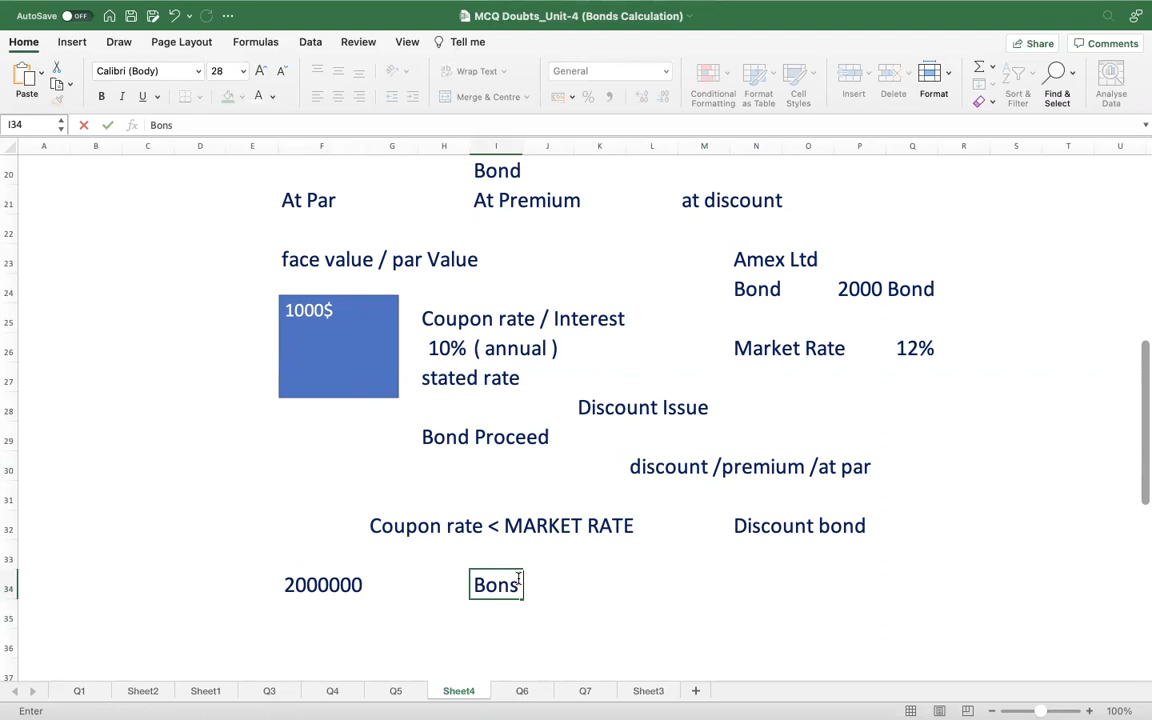 AutoSave OFF MCQ Doubts_Unit-4 (Bonds Calculation)
Home Insert Draw Page Layout Formulas Data Review View Tell me Share Comments
Paste Calibri (Body) 28 A A Wrap Text General
B I U A Merge & Centre % Conditional Formatting Format as Table Cell Styles Insert Delete Format Sort & Filter Find & Select Analyse Data
I34 fx Bons
A B C D E F G H I J K L M N O P Q R S T U
20 Bond
21 At Par At Premium at discount
22
23 face value / par Value Amex Ltd
24 1000$ Bond 2000 Bond
25 Coupon rate / Interest
26 10% ( annual ) Market Rate 12%
27 stated rate
28 Discount Issue
29 Bond Proceed
30 discount /premium /at par
31
32 Coupon rate < MARKET RATE Discount bond
33
34 2000000 Bons
35
36
37
Q1 Sheet2 Sheet1 Q3 Q4 Q5 Sheet4 Q6 Q7 Sheet3 +
Enter 100%